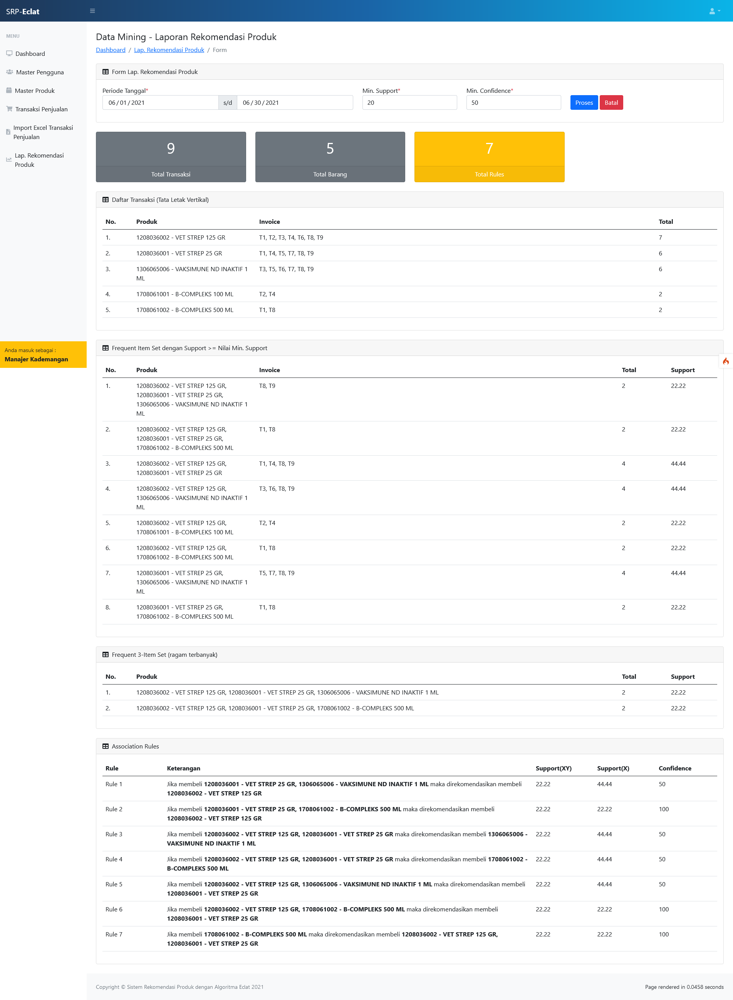 SRP-Eclat
MENU
Dashboard
Master Pengguna
Master Produk
Transaksi Penjualan
Import Excel Transaksi
Penjualan
Lap. Rekomendasi
Produk
Anda masuk sebagai :
Manajer Kademangan
Data Mining - Laporan Rekomendasi Produk
Dashboard / Lap. Rekomendasi Produk / Form
Form Lap. Rekomendasi Produk
Periode Tanggal* Min. Support* Min. Confidence*
06/01/2021 s/d 06/30/2021 20 50 Proses Batal
9 5 7
Total Transaksi Total Barang Total Rules
Daftar Transaksi (Tata Letak Vertikal)
No. Produk Invoice Total
1. 1208036002 - VET STREP 125 GR T1, T2, T3, T4, T6, T8, T9 7
2. 1208036001 - VET STREP 25 GR T1, T4, T5, T7, T8, T9 6
3. 1306065006 - VAKSIMUNE ND INAKTIF 1 T3, T5, T6, T7, T8, T9 6
ML
4. 1708061001 - B-COMPLEKS 100 ML T2, T4 2
5. 1708061002 - B-COMPLEKS 500 ML T1, T8 2
Frequent Item Set dengan Support >= Nilai Min. Support
No. Produk Invoice Total Support
1. 1208036002 - VET STREP 125 GR, T8, T9 2 22.22
1208036001 - VET STREP 25 GR,
1306065006 - VAKSIMUNE ND INAKTIF 1
ML
2. 1208036002 - VET STREP 125 GR, T1, T8 2 22.22
1208036001 - VET STREP 25 GR,
1708061002 - B-COMPLEKS 500 ML
3. 1208036002 - VET STREP 125 GR, T1, T4, T8, T9 4 44.44
1208036001 - VET STREP 25 GR
4. 1208036002 - VET STREP 125 GR, T3, T6, T8, T9 4 44.44
1306065006 - VAKSIMUNE ND INAKTIF 1
ML
5. 1208036002 - VET STREP 125 GR, T2, T4 2 22.22
1708061001 - B-COMPLEKS 100 ML
6. 1208036002 - VET STREP 125 GR, T1, T8 2 22.22
1708061002 - B-COMPLEKS 500 ML
7. 1208036001 - VET STREP 25 GR, T5, T7, T8, T9 4 44.44
1306065006 - VAKSIMUNE ND INAKTIF 1
ML
8. 1208036001 - VET STREP 25 GR, T1, T8 2 22.22
1708061002 - B-COMPLEKS 500 ML
Frequent 3-Item Set (ragam terbanyak)
No. Produk Total Support
1. 1208036002 - VET STREP 125 GR, 1208036001 - VET STREP 25 GR, 1306065006 - VAKSIMUNE ND INAKTIF 1 ML 2 22.22
2. 1208036002 - VET STREP 125 GR, 1208036001 - VET STREP 25 GR, 1708061002 - B-COMPLEKS 500 ML 2 22.22
Association Rules
Rule Keterangan Support(XY) Support(X) Confidence
Rule 1 Jika membeli 1208036001 - VET STREP 25 GR, 1306065006 - VAKSIMUNE ND INAKTIF 1 ML maka direkomendasikan membeli 22.22 44.44 50
1208036002 - VET STREP 125 GR
Rule 2 Jika membeli 1208036001 - VET STREP 25 GR, 1708061002 - B-COMPLEKS 500 ML maka direkomendasikan membeli 22.22 22.22 100
1208036002 - VET STREP 125 GR
Rule 3 Jika membeli 1208036002 - VET STREP 125 GR, 1208036001 - VET STREP 25 GR maka direkomendasikan membeli 1306065006 - 22.22 44.44 50
VAKSIMUNE ND INAKTIF 1 ML
Rule 4 Jika membeli 1208036002 - VET STREP 125 GR, 1208036001 - VET STREP 25 GR maka direkomendasikan membeli 1708061002 - 22.22 44.44 50
B-COMPLEKS 500 ML
Rule 5 Jika membeli 1208036002 - VET STREP 125 GR, 1306065006 - VAKSIMUNE ND INAKTIF 1 ML maka direkomendasikan membeli 22.22 44.44 50
1208036001 - VET STREP 25 GR
Rule 6 Jika membeli 1208036002 - VET STREP 125 GR, 1708061002 - B-COMPLEKS 500 ML maka direkomendasikan membeli 22.22 22.22 100
1208036001 - VET STREP 25 GR
Rule 7 Jika membeli 1708061002 - B-COMPLEKS 500 ML maka direkomendasikan membeli 1208036002 - VET STREP 125 GR, 22.22 22.22 100
1208036001 - VET STREP 25 GR
Copyright © Sistem Rekomendasi Produk dengan Algoritma Eclat 2021 Page rendered in 0.0458 seconds